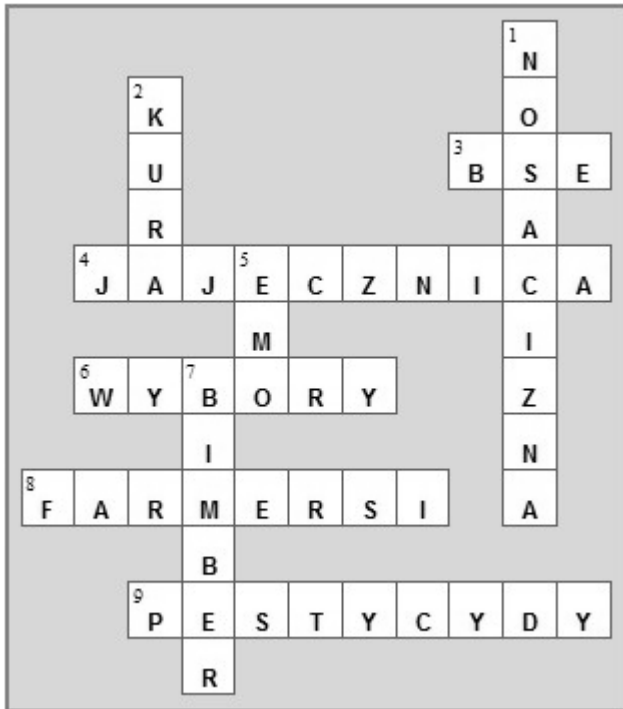 1 N
2 K O
U 3 B S E
R A
4 J A J 5 E C Z N I C A
M I
6 W Y 7 B O R Y Z
I N
8 F A R M E R S I A
B
9 P E S T Y C Y D Y
R